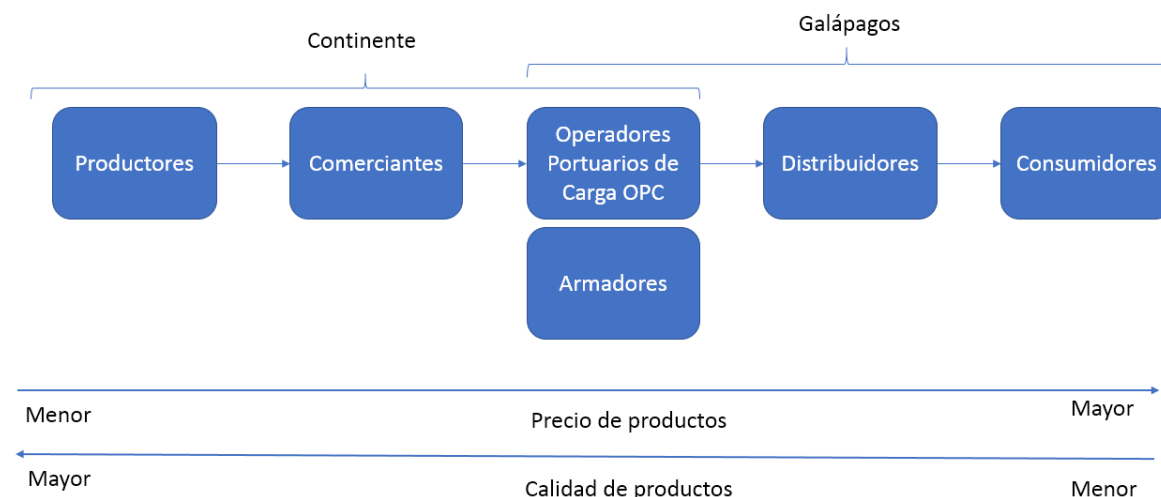 Galápagos
Continente
Productores
Comerciantes
Operadores
Portuarios de
Carga OPC
Distribuidores
Consumidores
Armadores
Menor
Precio de productos
Mayor
Mayor
Calidad de productos
Menor